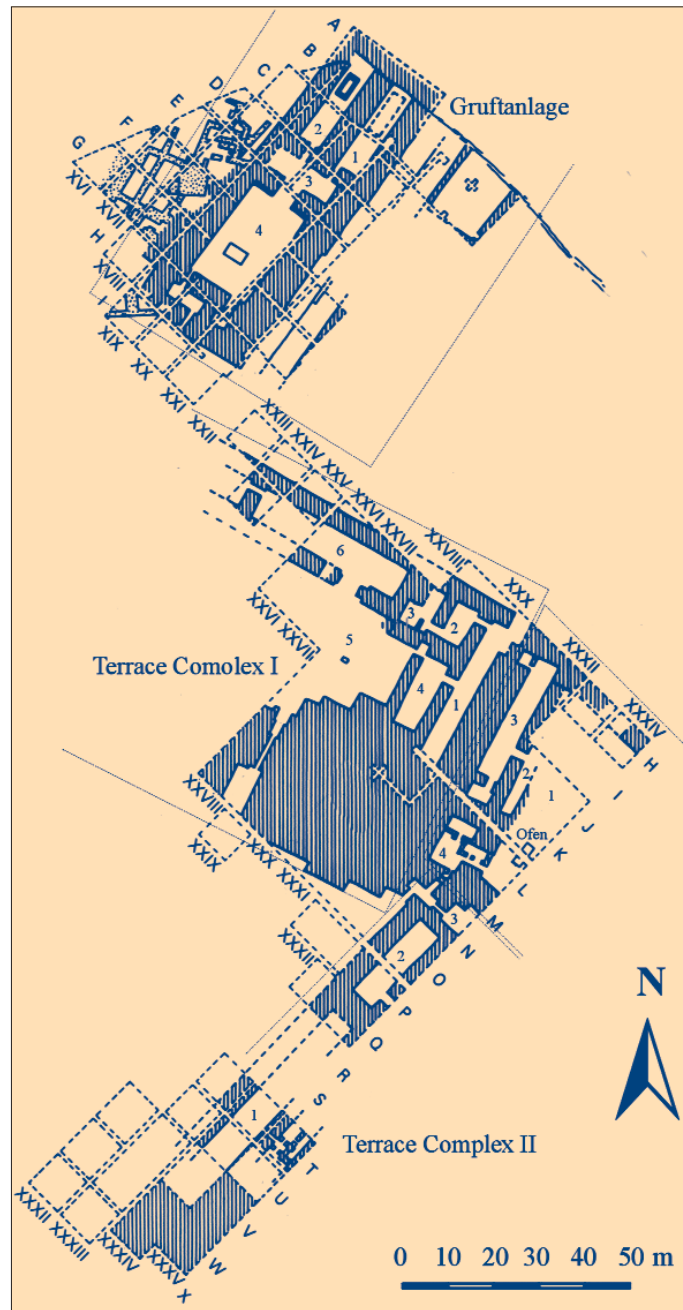 A
B
C
D
E
F
G
Gruftanlage
2
1
3
4
XVI
XVII
H
XVIII
I
XIX
XX
XXI
XXII
XXIII
XXIV
XXV
XXVI
XXVII
XXVIII
XXX
XXXII
XXXIV
H
6
3
2
5
XXVI
XXVII
Terrace Comolex I
4
1
3
2
1
I
J
Ofen
K
4
L
XXVIII
XXIX
XXX
XXXI
3
M
XXXII
2
N
O
P
Q
R
S
N
1
Terrace Complex II
T
U
V
W
XXXII
XXXIII
XXXIV
XXXV
X
0 10 20 30 40 50 m